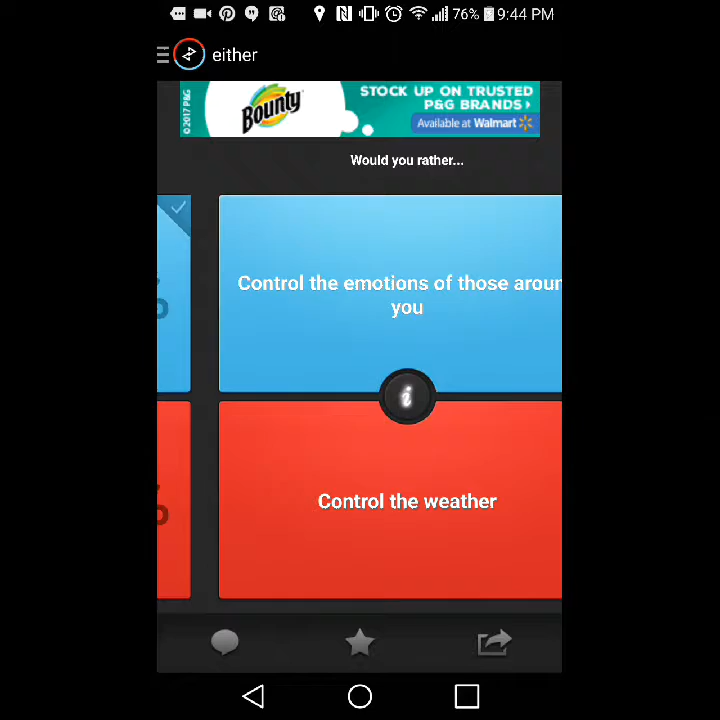 76% 9:44 PM
either
©2017 P&G
Bounty
STOCK UP ON TRUSTED
P&G BRANDS
Available at Walmart
Would you rather...
Control the emotions of those aroun
you
i
Control the weather